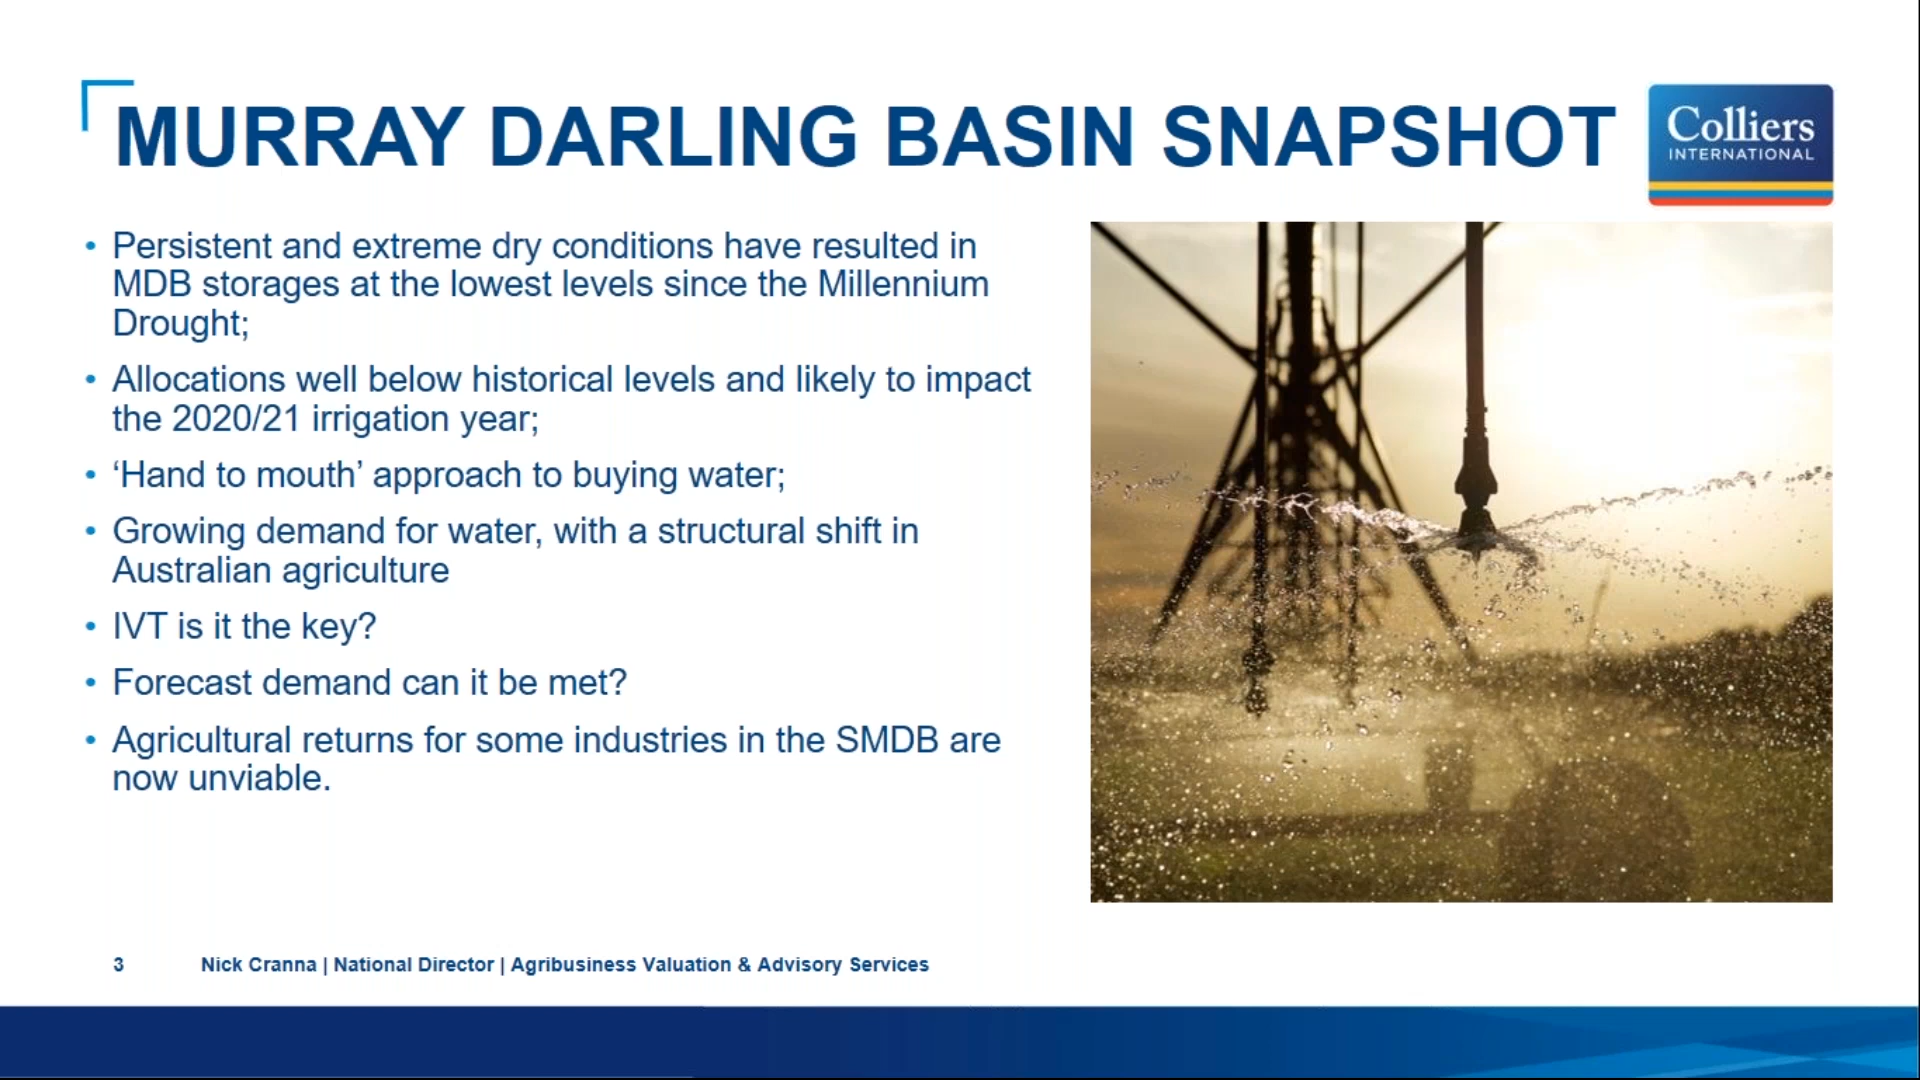 MURRAY DARLING BASIN SNAPSHOT
Colliers
INTERNATIONAL
• Persistent and extreme dry conditions have resulted in
MDB storages at the lowest levels since the Millennium
Drought;
• Allocations well below historical levels and likely to impact
the 2020/21 irrigation year;
• ‘Hand to mouth’ approach to buying water;
• Growing demand for water, with a structural shift in
Australian agriculture
• IVT is it the key?
• Forecast demand can it be met?
• Agricultural returns for some industries in the SMDB are
now unviable.
3 Nick Cranna | National Director | Agribusiness Valuation & Advisory Services